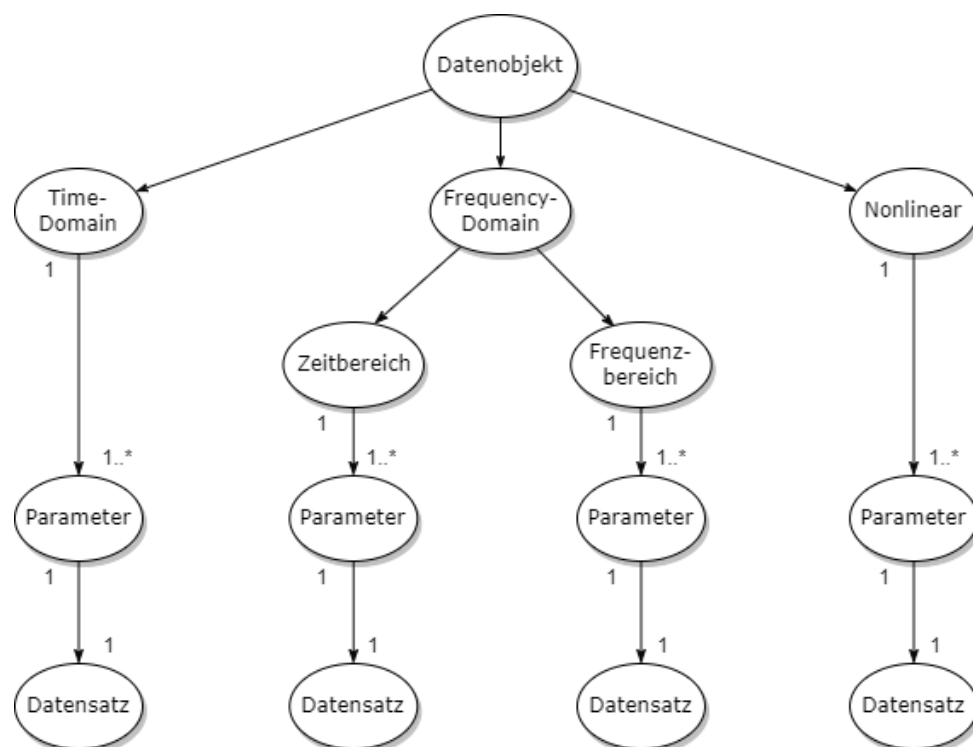 Datenobjekt
Time-
Domain
Frequency-
Domain
Nonlinear
1
1
Zeitbereich
Frequenz-
bereich
1
1
1..*
1..*
1..*
1..*
Parameter
Parameter
Parameter
Parameter
1
1
1
1
1
1
1
1
Datensatz
Datensatz
Datensatz
Datensatz